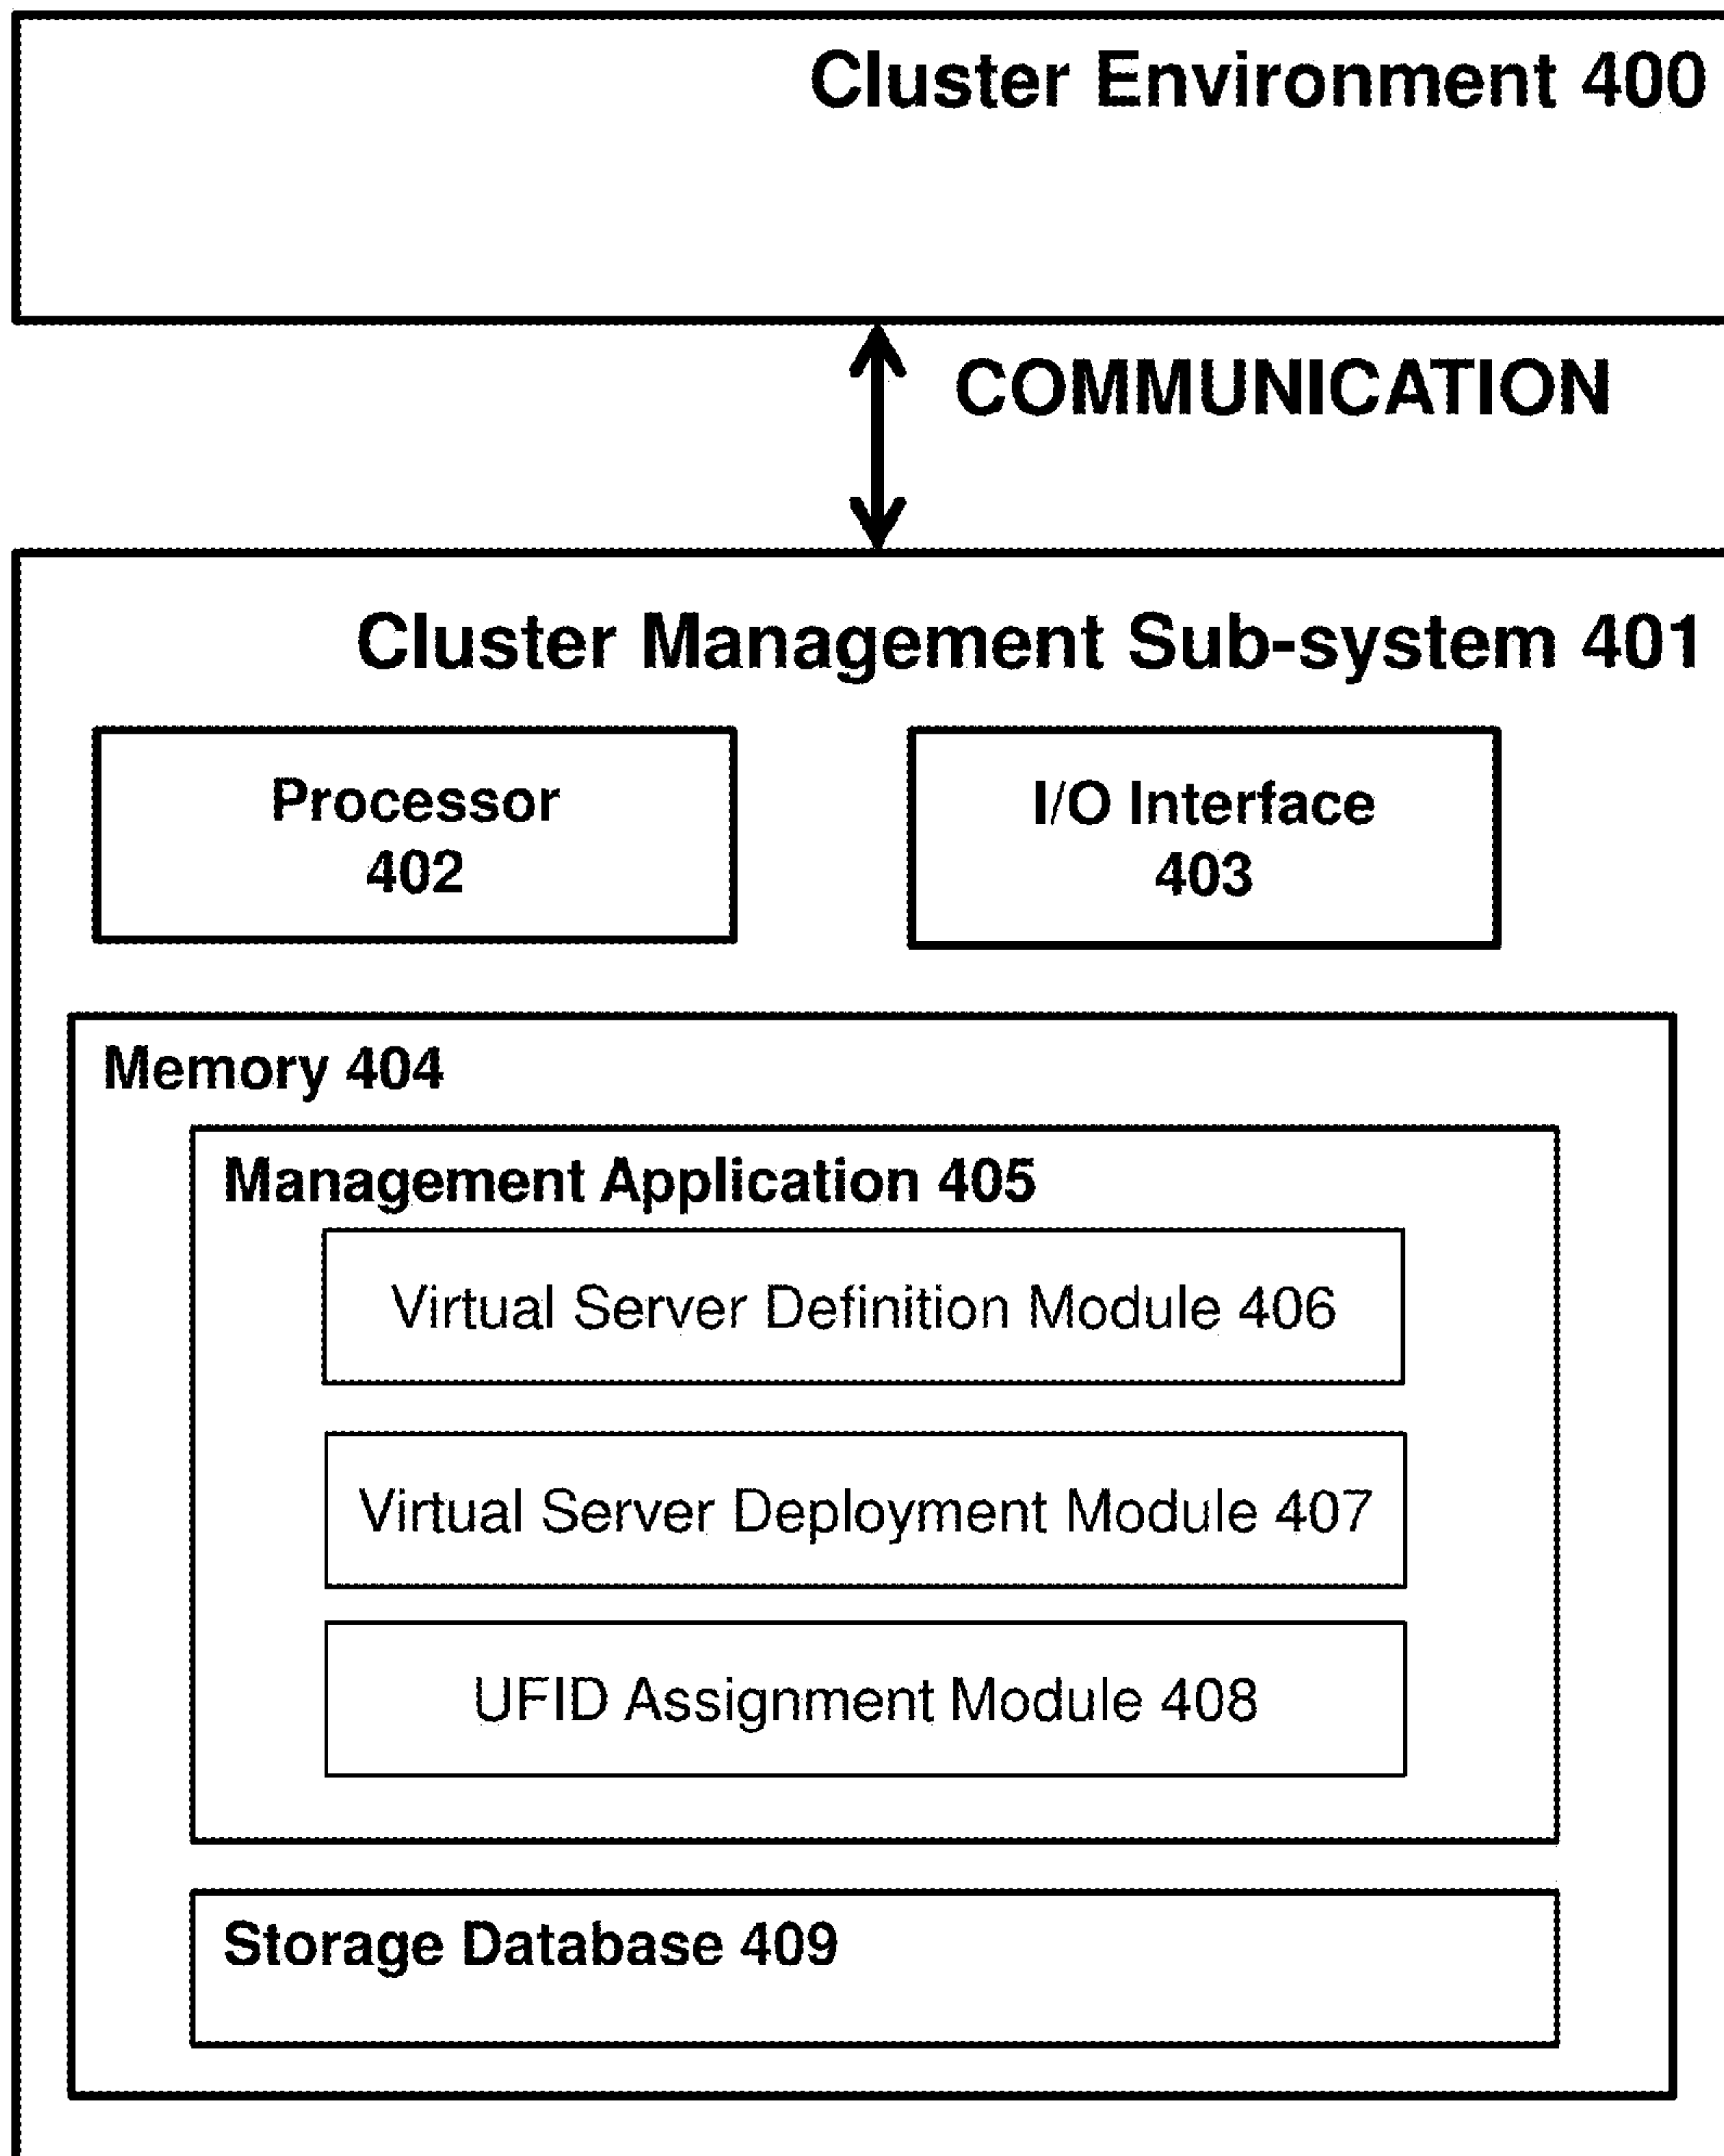 Cluster Environment 400
COMMUNICATION
Cluster Management Sub-system 401
Processor
402
I/O Interface
403
Memory 404
Management Application 405
Virtual Server Definition Module 406
Virtual Server Deployment Module 407
UFID Assignment Module 408
Storage Database 409